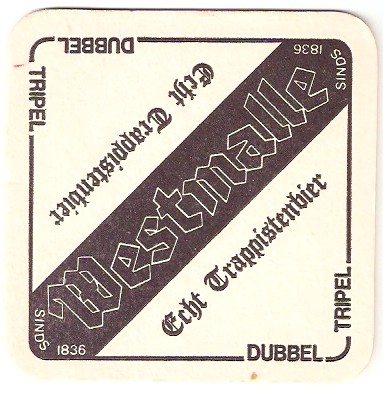 DUBBEL
TRIPEL
Echt Trappistenbier
SINDS 1836
Westmalle
Echt Trappistenbier
SINDS 1836
TRIPEL
DUBBEL